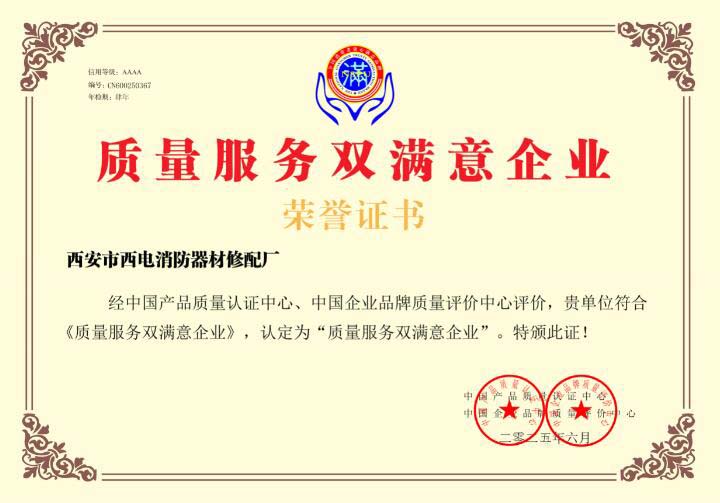 信用等级：AAAA
编号：CN600250367
年检期：肆年
满
质量服务双满意企业
荣誉证书
西安市西电消防器材修配厂
经中国产品质量认证中心、中国企业品牌质量评价中心评价，贵单位符合
《质量服务双满意企业》，认定为“质量服务双满意企业”。特颁此证！
中国产品质量认证中心
中国企业品牌质量评价中心
二零二五年六月